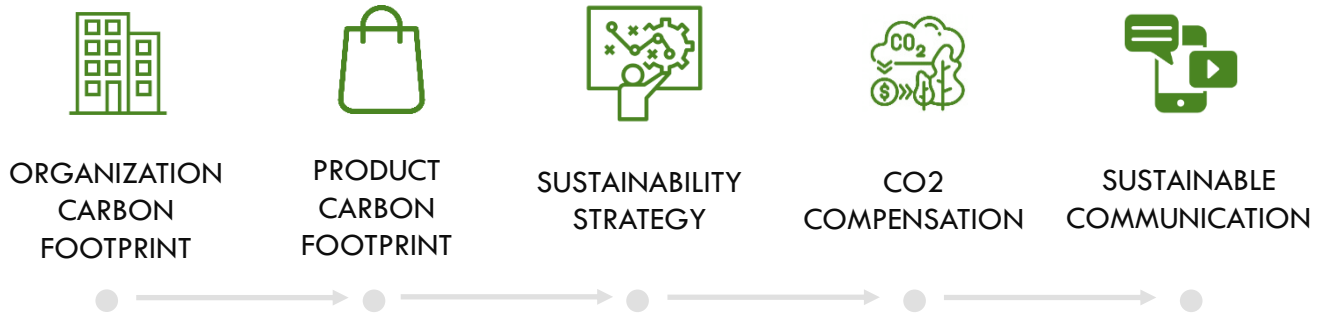 ORGANIZATION
CARBON
FOOTPRINT
PRODUCT
CARBON
FOOTPRINT
SUSTAINABILITY
STRATEGY
CO2
$
CO2
COMPENSATION
SUSTAINABLE
COMMUNICATION